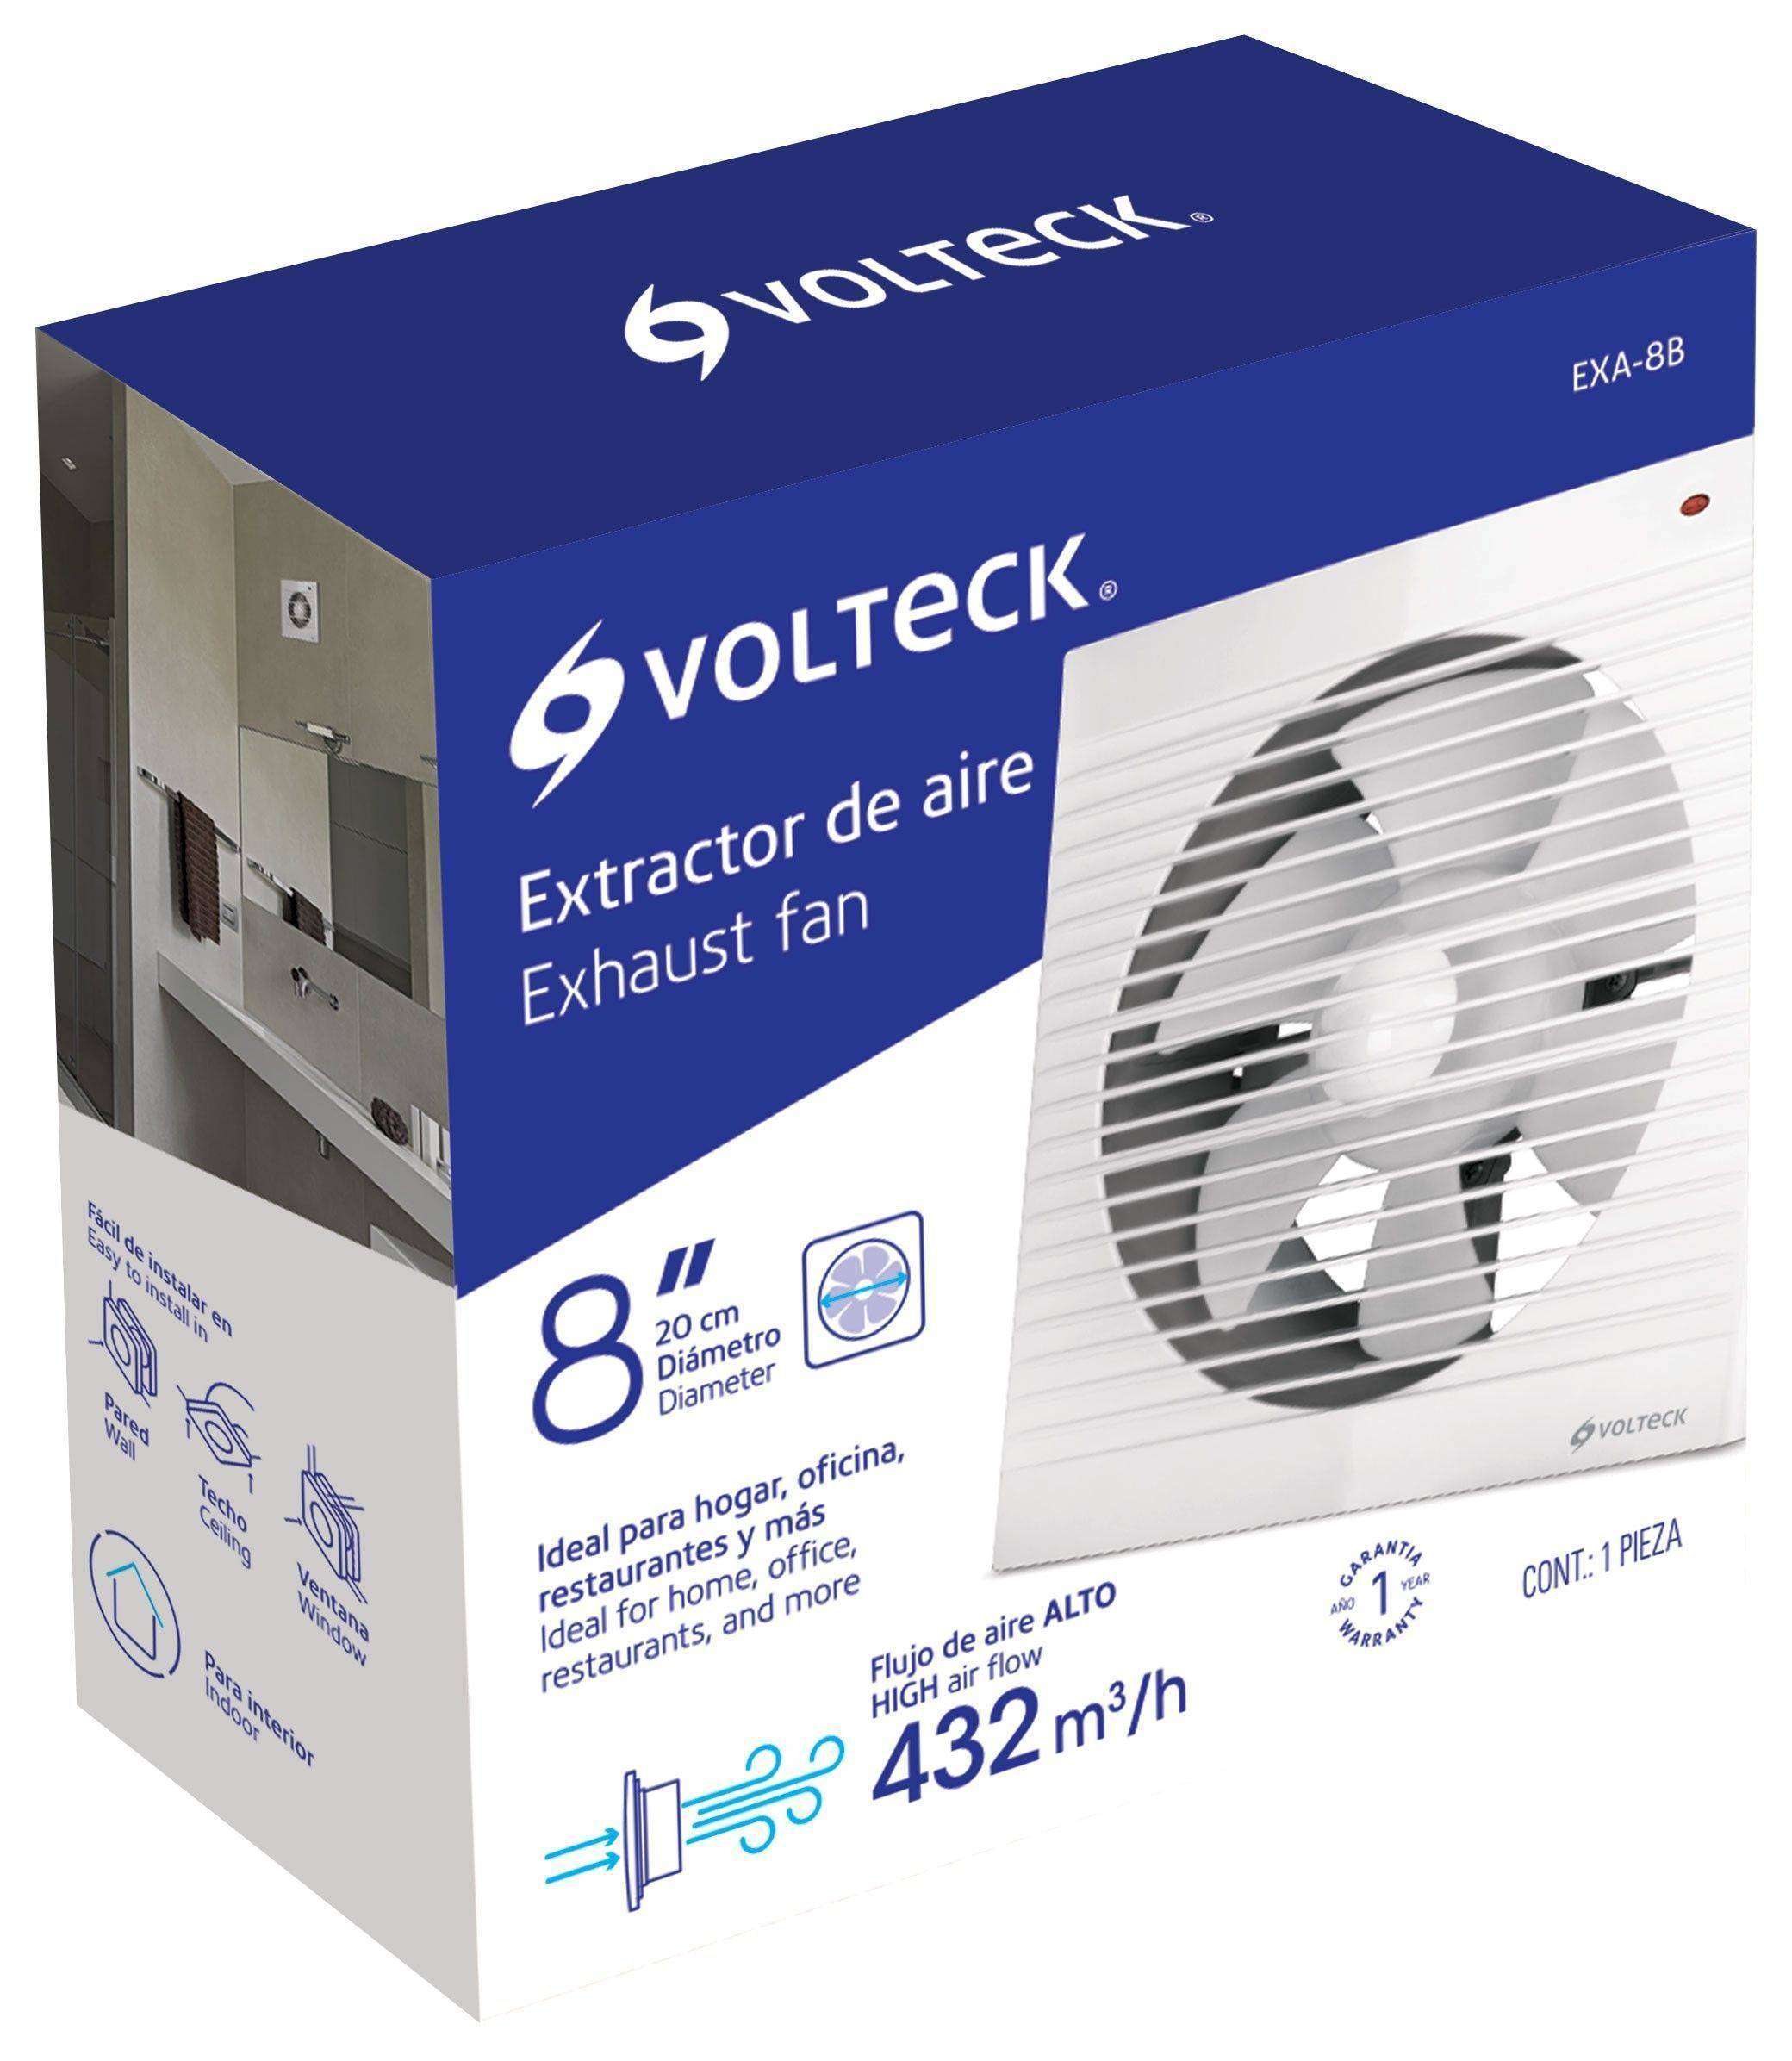 VOLTECK®
EXA-8B
VOLTECK®
Extractor de aire
Exhaust fan
8"
20 cm
Diámetro
Diameter
Ideal para hogar, oficina,
restaurantes y más
Ideal for home, office,
restaurants, and more
Flujo de aire ALTO
HIGH air flow
432 m³/h
VOLTECK
GARANTIA
AÑO 1 YEAR
WARRANTY
CONT.: 1 PIEZA
Fácil de instalar en
Easy to install in
Pared
Wall
Techo
Ceiling
Ventana
Window
Para interior
Indoor